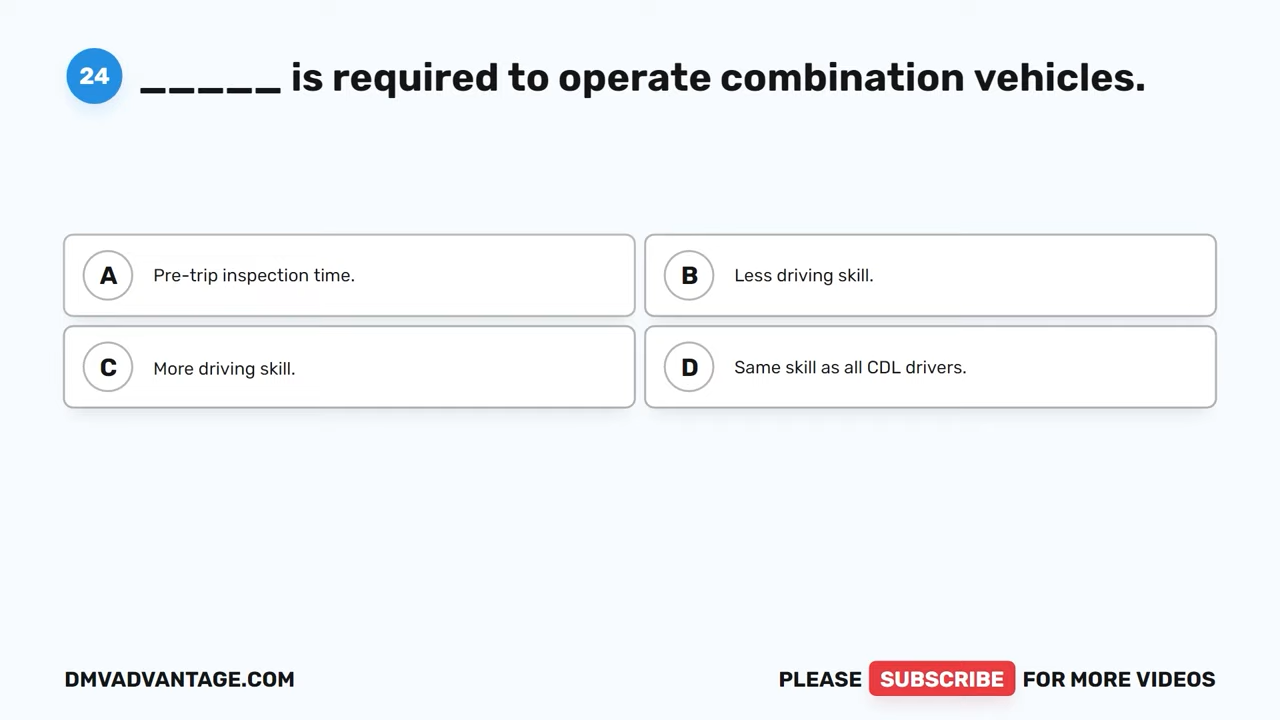 24 _____ is required to operate combination vehicles.
A Pre-trip inspection time.
B Less driving skill.
C More driving skill.
D Same skill as all CDL drivers.
DMVADVANTAGE.COM
PLEASE SUBSCRIBE FOR MORE VIDEOS